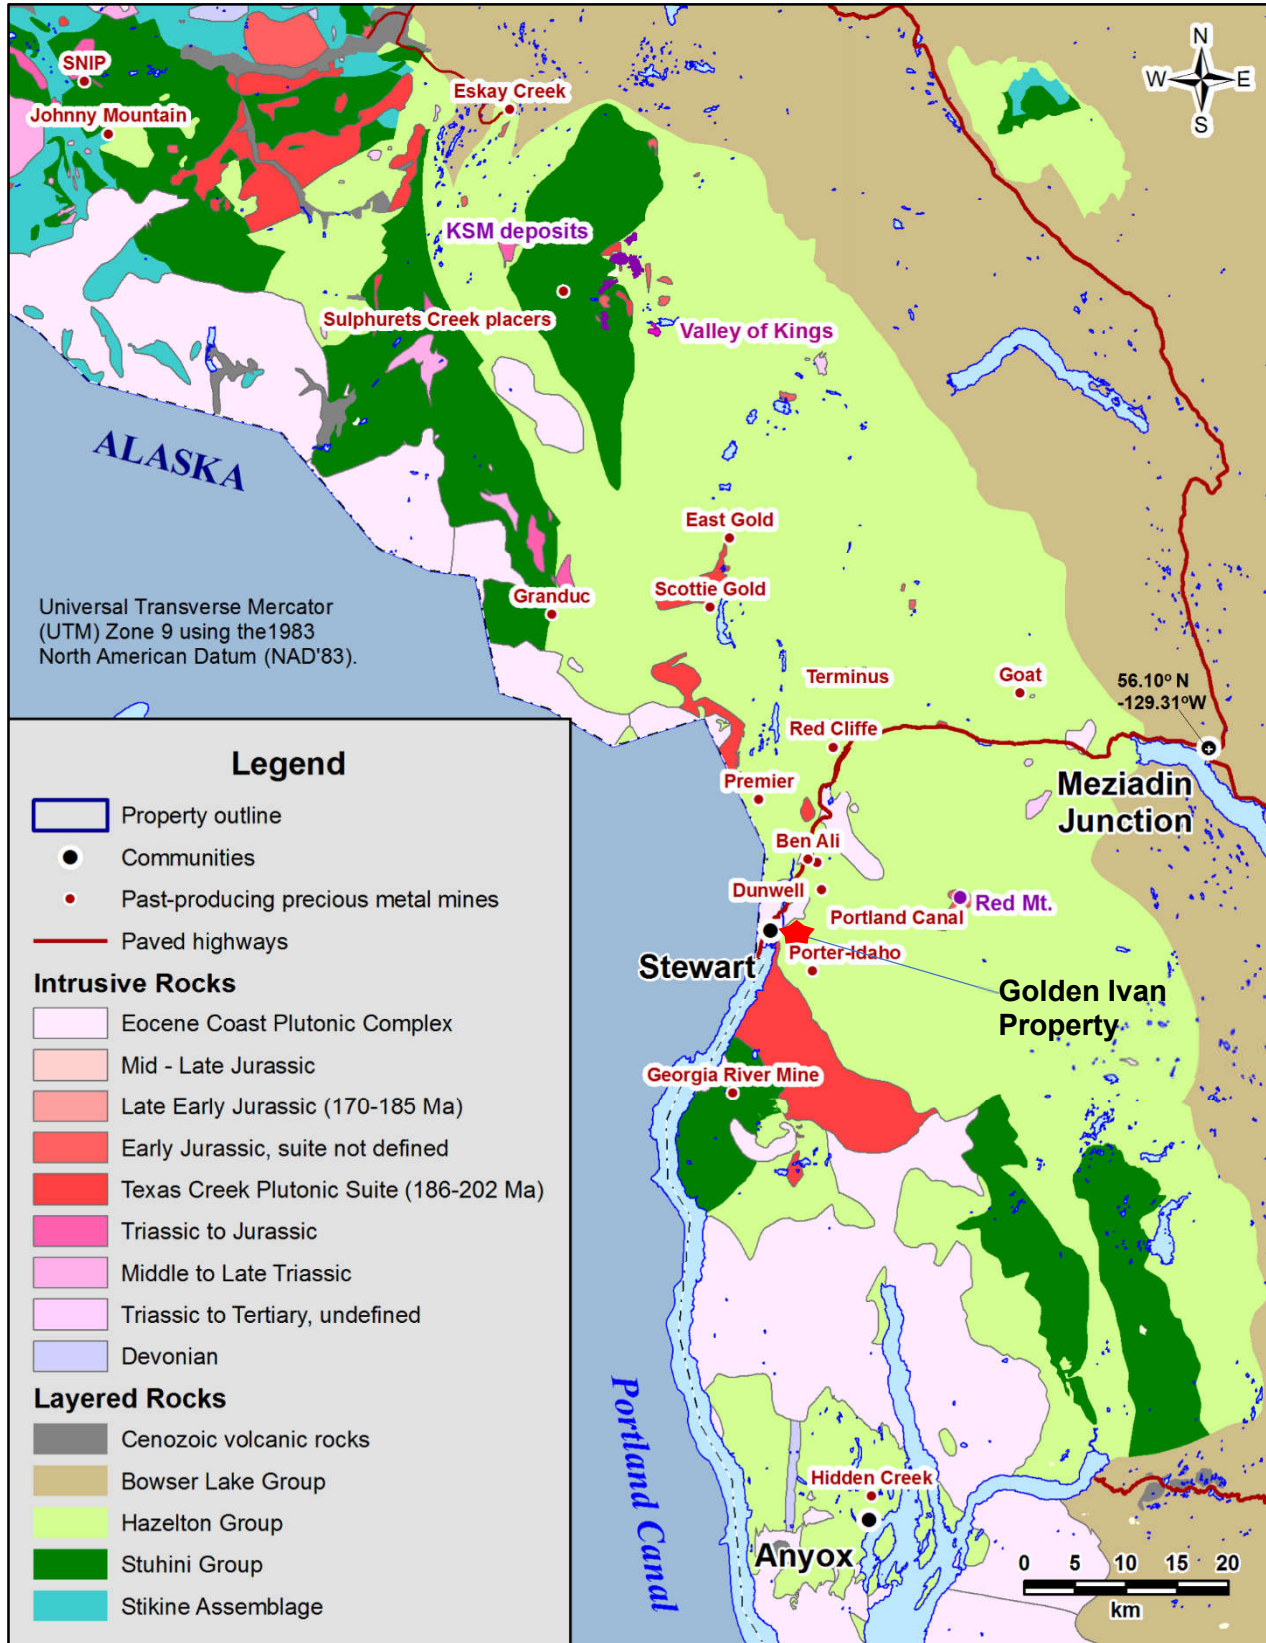 N
W
E
S
SNIP
Eskay Creek
Johnny Mountain
KSM deposits
Sulphurets Creek placers
Valley of Kings
ALASKA
East Gold
Scottie Gold
Granduc
Universal Transverse Mercator
(UTM) Zone 9 using the1983
North American Datum (NAD'83).
Terminus
Goat
56.10º N
-129.31ºW
Red Cliffe
Meziadin
Junction
Premier
Ben Ali
Dunwell
Portland Canal
Red Mt.
Stewart
Porter-Idaho
Golden Ivan
Property
Georgia River Mine
Portland Canal
Hidden Creek
Anyox
0 5 10 15 20
km
Legend
Property outline
Communities
Past-producing precious metal mines
Paved highways
Intrusive Rocks
Eocene Coast Plutonic Complex
Mid - Late Jurassic
Late Early Jurassic (170-185 Ma)
Early Jurassic, suite not defined
Texas Creek Plutonic Suite (186-202 Ma)
Triassic to Jurassic
Middle to Late Triassic
Triassic to Tertiary, undefined
Devonian
Layered Rocks
Cenozoic volcanic rocks
Bowser Lake Group
Hazelton Group
Stuhini Group
Stikine Assemblage